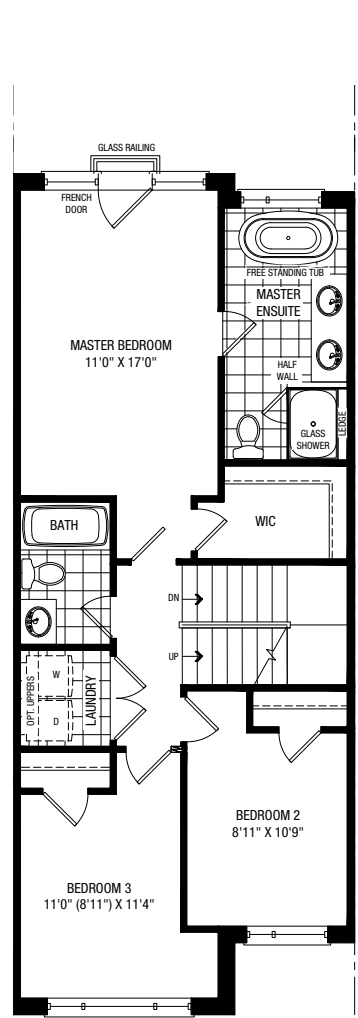 GLASS RAILING
FRENCH
DOOR
FREE STANDING TUB
MASTER
ENSUITE
MASTER BEDROOM
11'0" X 17'0"
HALF
WALL
GLASS
SHOWER
LEDGE
BATH
WIC
DN
UP
OPT. UPPERS
W
D
LAUNDRY
BEDROOM 2
8'11" X 10'9"
BEDROOM 3
11'0" (8'11") X 11'4"